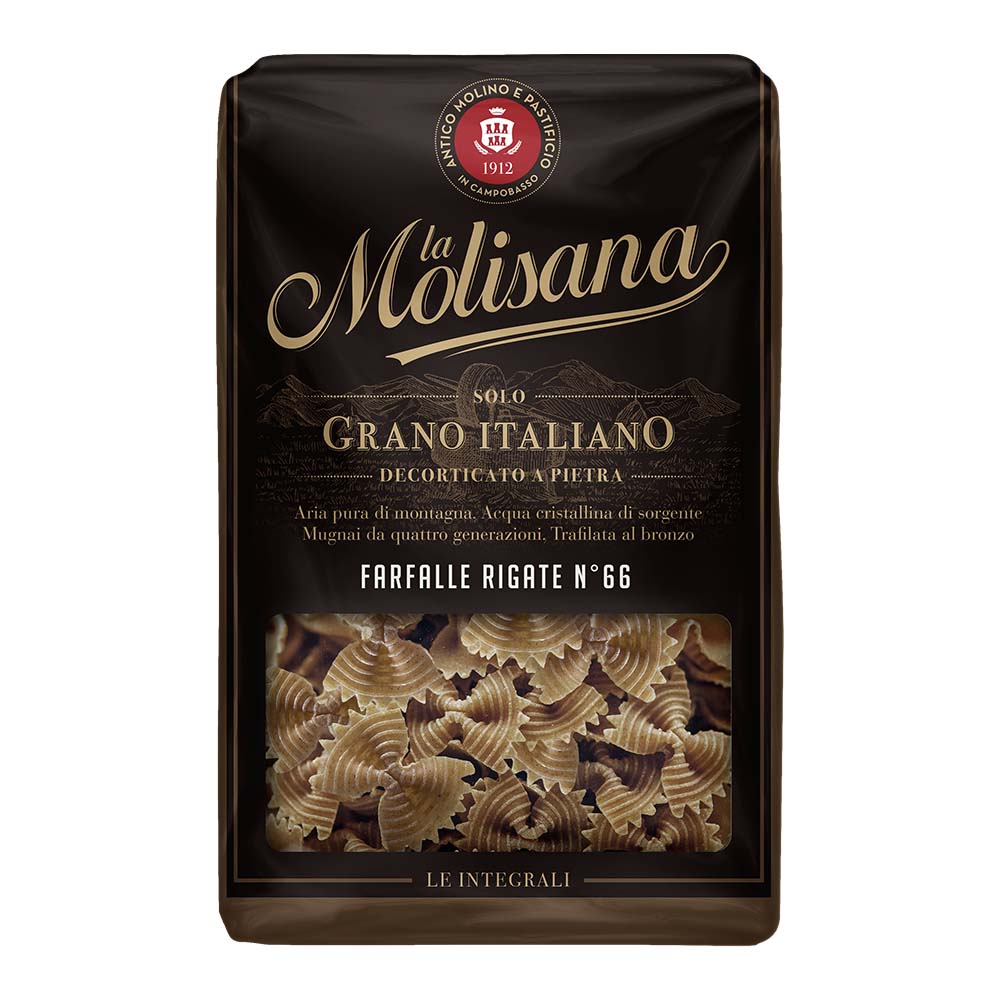 ANTICO MOLINO E PASTIFICIO
1912
IN CAMPOBASSO
la
Molisana
SOLO
GRANO ITALIANO
DECORTICATO A PIETRA
Aria pura di montagna, Acqua cristallina di sorgente
Mugnai da quattro generazioni, Trafilata al bronzo
FARFALLE RIGATE N°66
LE INTEGRALI